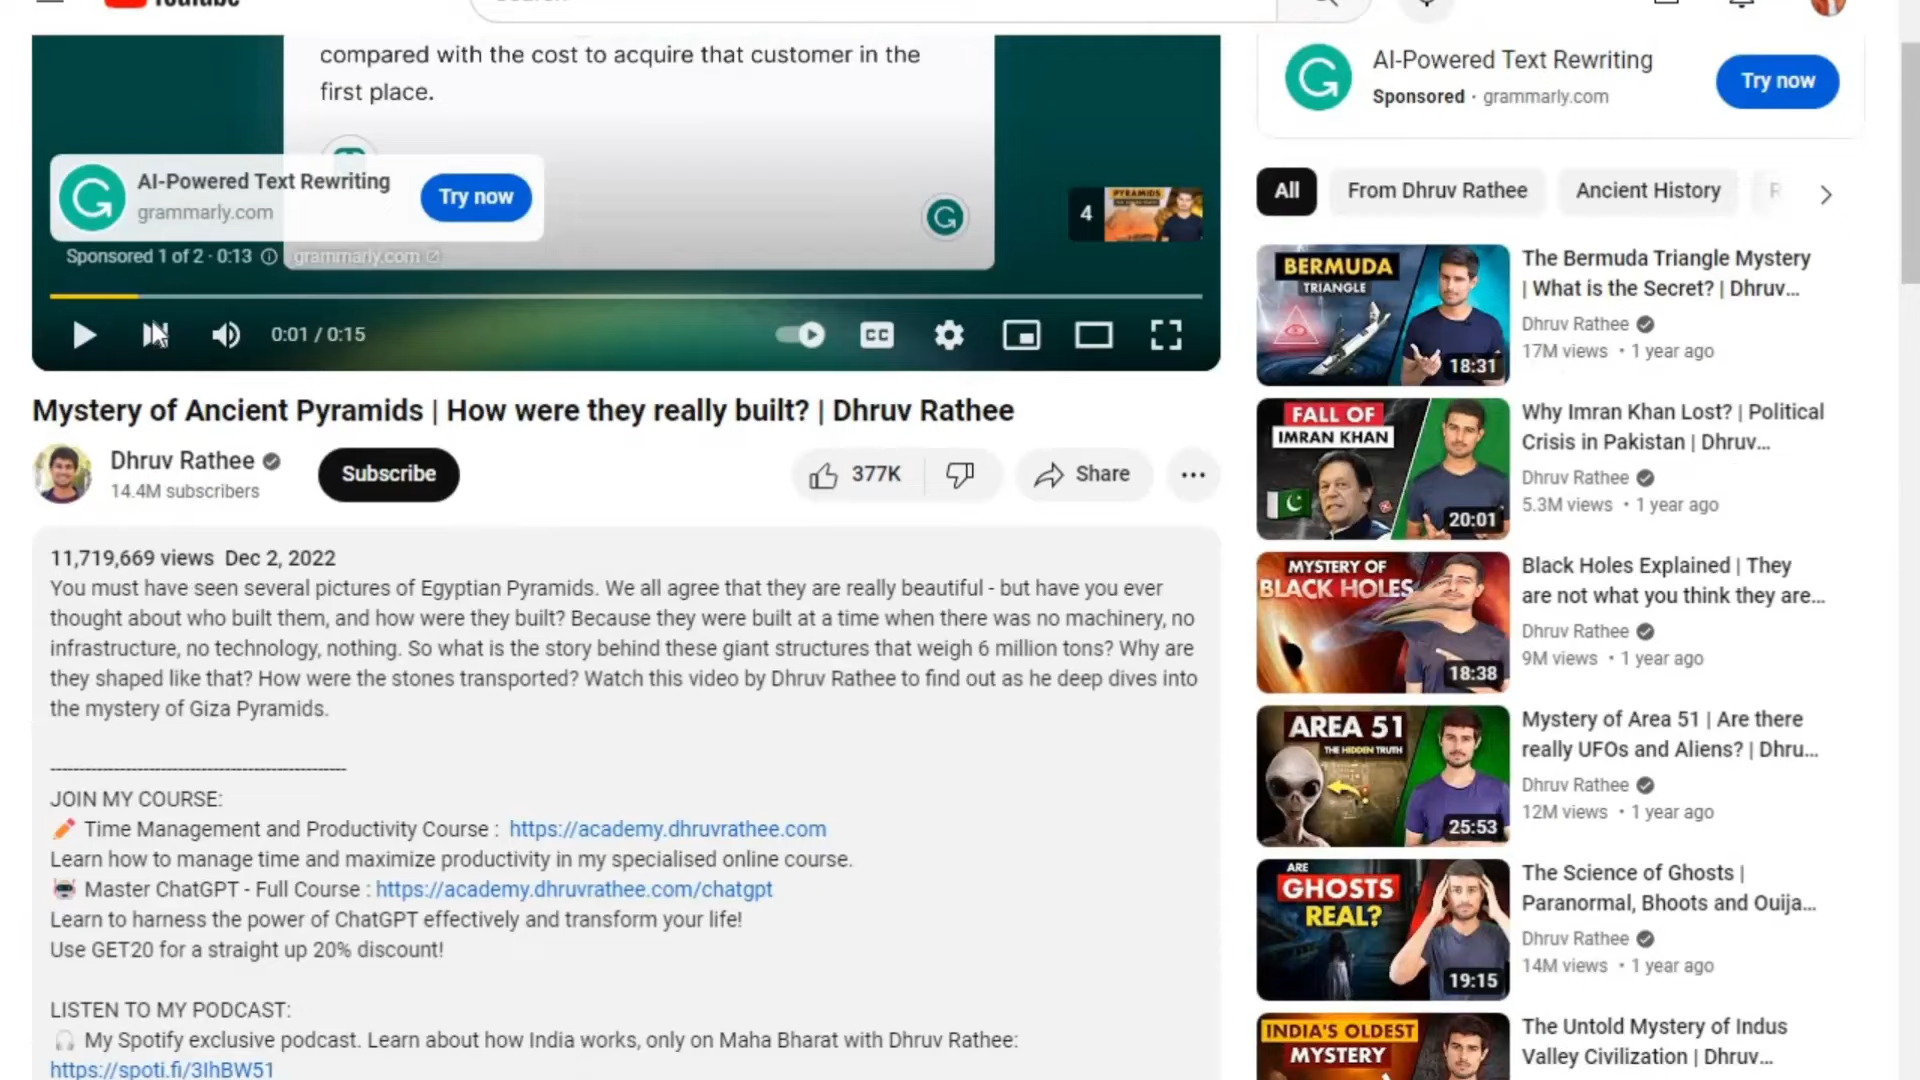 YouTube
Search
compared with the cost to acquire that customer in the
first place.
AI-Powered Text Rewriting
grammarly.com
Try now
Sponsored 1 of 2 · 0:13
grammarly.com
4
PYRAMIDS
0:01 / 0:15
CC
Mystery of Ancient Pyramids | How were they really built? | Dhruv Rathee
Dhruv Rathee
14.4M subscribers
Subscribe
377K
Share
11,719,669 views Dec 2, 2022
You must have seen several pictures of Egyptian Pyramids. We all agree that they are really beautiful - but have you ever
thought about who built them, and how were they built? Because they were built at a time when there was no machinery, no
infrastructure, no technology, nothing. So what is the story behind these giant structures that weigh 6 million tons? Why are
they shaped like that? How were the stones transported? Watch this video by Dhruv Rathee to find out as he deep dives into
the mystery of Giza Pyramids.
JOIN MY COURSE:
Time Management and Productivity Course : https://academy.dhruvrathee.com
Learn how to manage time and maximize productivity in my specialised online course.
Master ChatGPT - Full Course : https://academy.dhruvrathee.com/chatgpt
Learn to harness the power of ChatGPT effectively and transform your life!
Use GET20 for a straight up 20% discount!
LISTEN TO MY PODCAST:
My Spotify exclusive podcast. Learn about how India works, only on Maha Bharat with Dhruv Rathee:
https://spoti.fi/3IhBW51
AI-Powered Text Rewriting
Sponsored · grammarly.com
Try now
All
From Dhruv Rathee
Ancient History
BERMUDA
TRIANGLE
18:31
The Bermuda Triangle Mystery
| What is the Secret? | Dhruv...
Dhruv Rathee
17M views • 1 year ago
FALL OF
IMRAN KHAN
20:01
Why Imran Khan Lost? | Political
Crisis in Pakistan | Dhruv...
Dhruv Rathee
5.3M views • 1 year ago
MYSTERY OF
BLACK HOLES
18:38
Black Holes Explained | They
are not what you think they are...
Dhruv Rathee
9M views • 1 year ago
AREA 51
THE HIDDEN TRUTH
25:53
Mystery of Area 51 | Are there
really UFOs and Aliens? | Dhru...
Dhruv Rathee
12M views • 1 year ago
ARE
GHOSTS
REAL?
19:15
The Science of Ghosts |
Paranormal, Bhoots and Ouija...
Dhruv Rathee
14M views • 1 year ago
INDIA'S OLDEST
MYSTERY
The Untold Mystery of Indus
Valley Civilization | Dhruv...